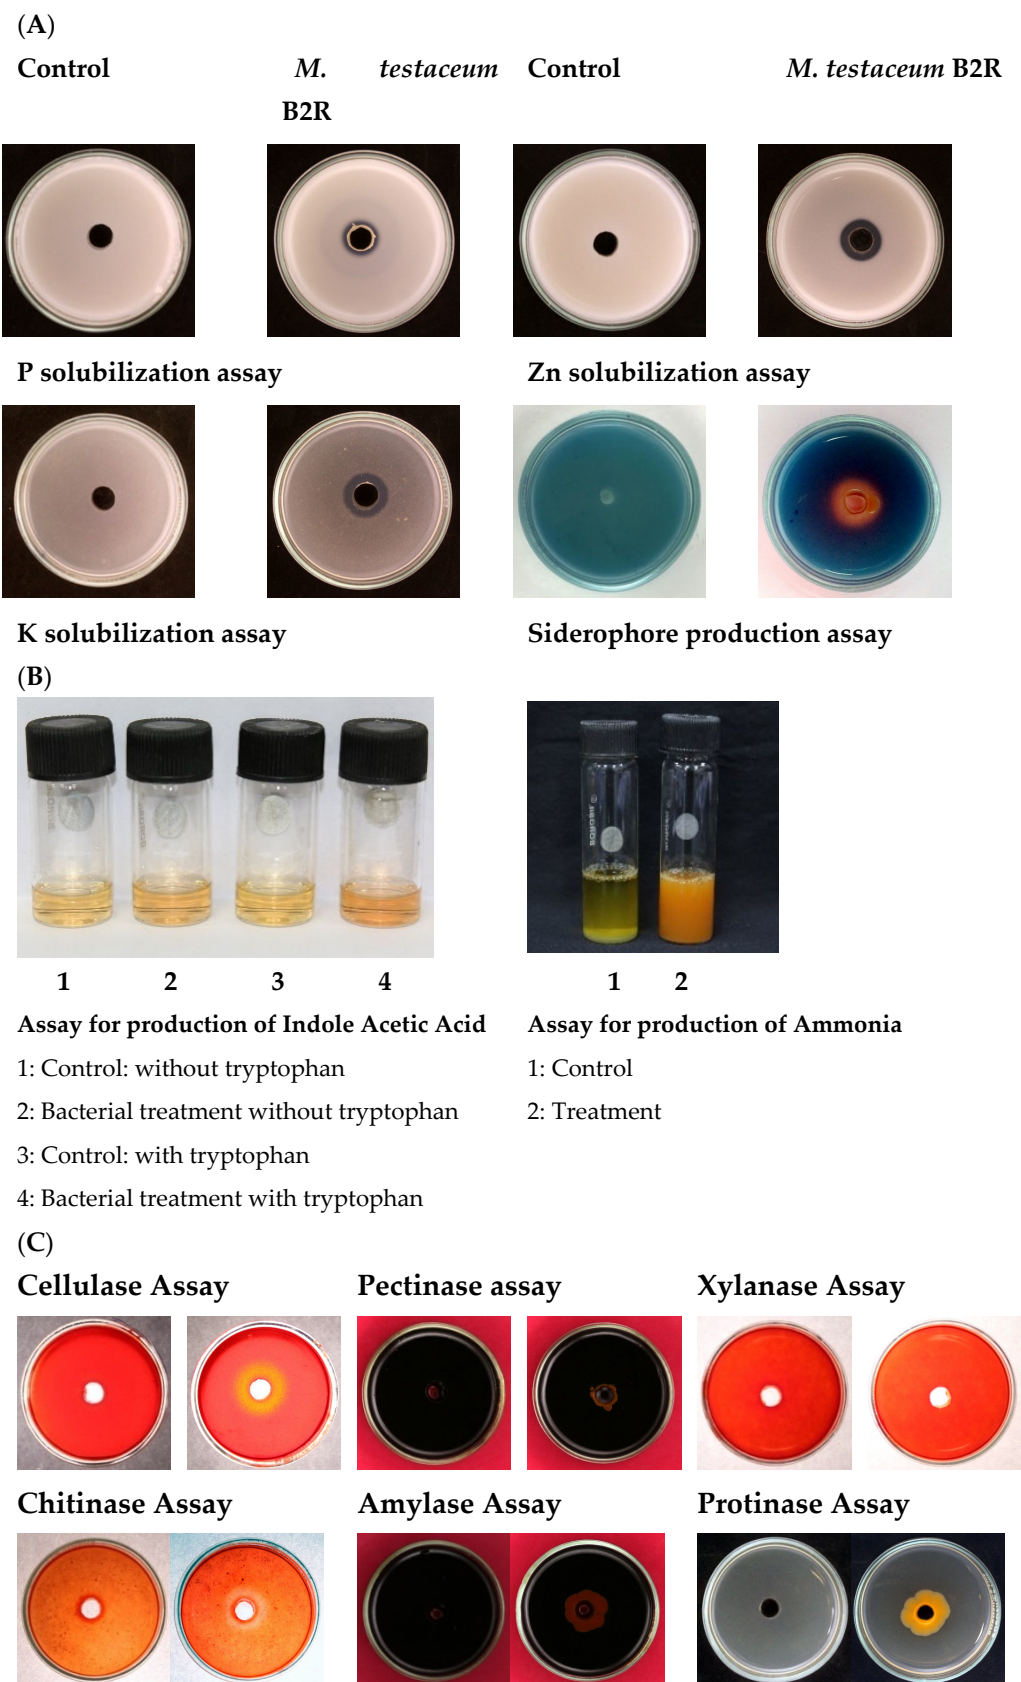 (A)
Control M. testaceum Control M. testaceum B2R
B2R
P solubilization assay Zn solubilization assay
K solubilization assay Siderophore production assay
(B)
1 2 3 4 1 2
Assay for production of Indole Acetic Acid Assay for production of Ammonia
1: Control: without tryptophan 1: Control
2: Bacterial treatment without tryptophan 2: Treatment
3: Control: with tryptophan
4: Bacterial treatment with tryptophan
(C)
Cellulase Assay Pectinase assay Xylanase Assay
Chitinase Assay Amylase Assay Protinase Assay